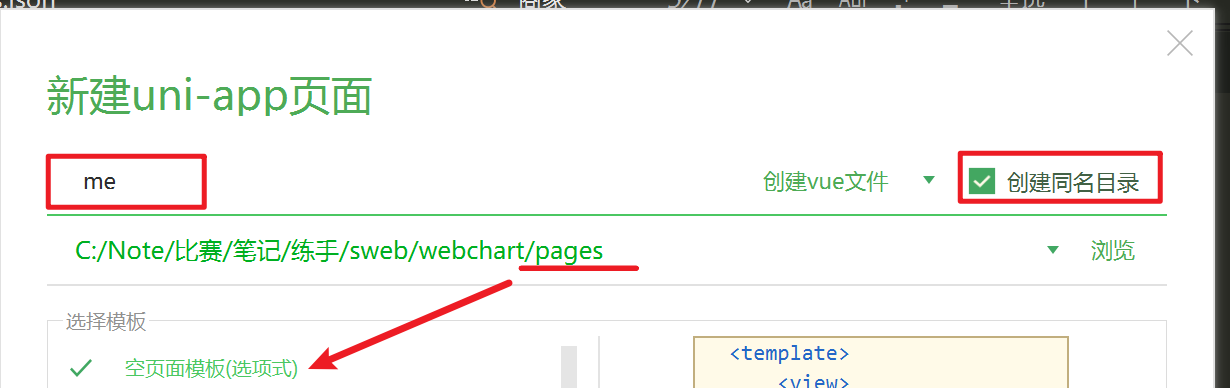 商家
新建uni-app页面
me
创建vue文件
创建同名目录
C:/Note/比赛/笔记/练手/sweb/webchart/pages
浏览
选择模板
空页面模板(选项式)
<template>
<view>